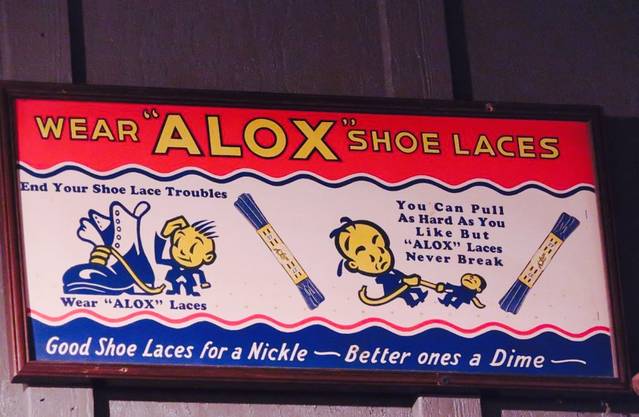 WEAR "ALOX" SHOE LACES
End Your Shoe Lace Troubles
Wear "ALOX" Laces
You Can Pull
As Hard As You
Like But
"ALOX" Laces
Never Break
Good Shoe Laces for a Nickle — Better ones a Dime —